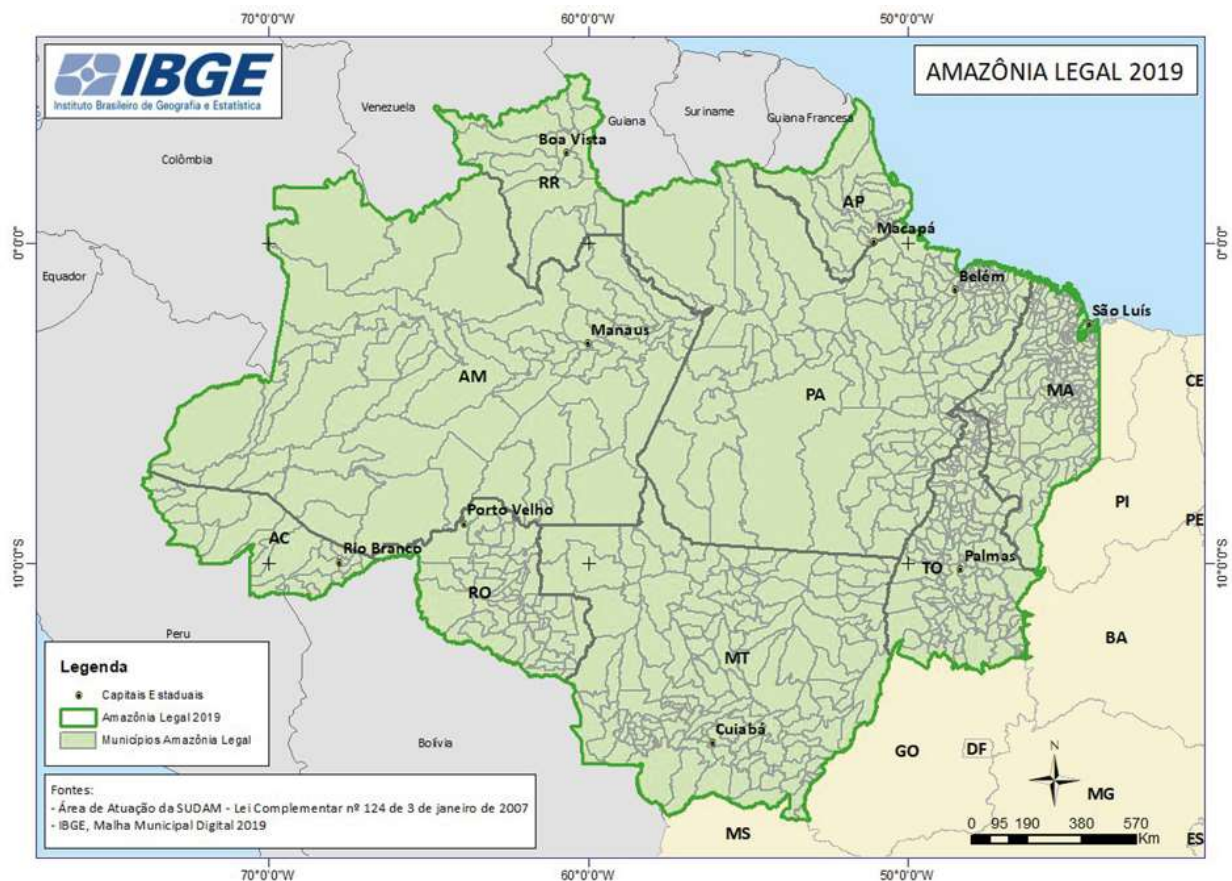 70°0'0"W 60°0'0"W 50°0'0"W
IBGE
Instituto Brasileiro de Geografia e Estatística
AMAZÔNIA LEGAL 2019
Venezuela
Guiana
Suriname
Guiana Francesa
Colômbia
Boa Vista
RR
AP
Macapá
0°0'0"
0°0'0"
Equador
Belém
São Luís
Manaus
AM
PA
MA
CE
PI
PE
Porto Velho
AC
Rio Branco
Palmas
TO
10°0'0"S
10°0'0"S
RO
Peru
BA
MT
Legenda
Capitais Estaduais
Amazônia Legal 2019
Municípios Amazônia Legal
Bolívia
Cuiabá
GO
DF
N
MG
Fontes:
- Área de Atuação da SUDAM - Lei Complementar nº 124 de 3 de janeiro de 2007
- IBGE, Malha Municipal Digital 2019
MS
0 95 190 380 570
Km
ES
70°0'0"W 60°0'0"W 50°0'0"W